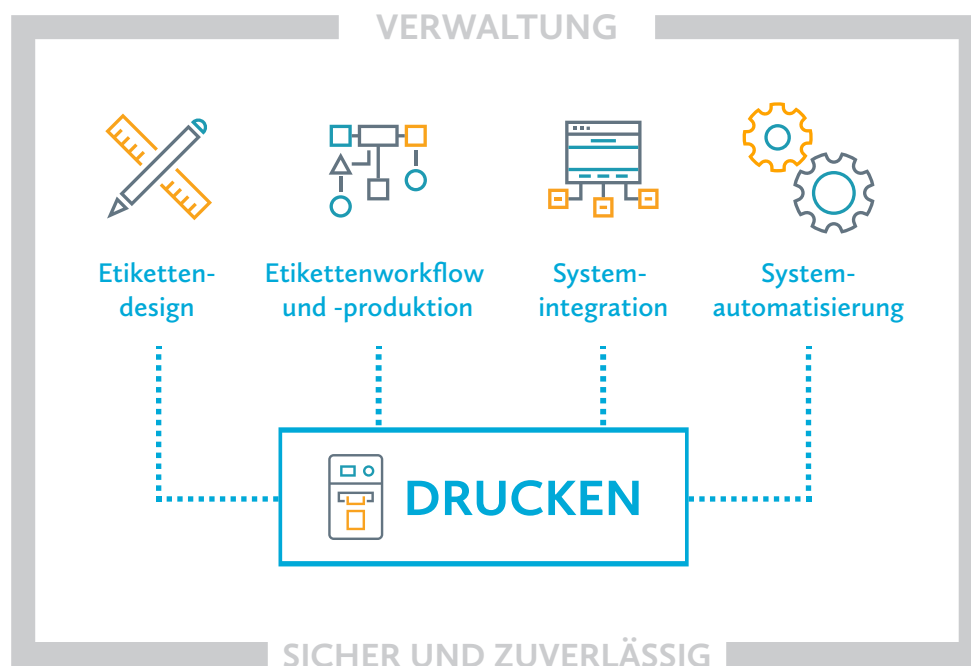 VERWALTUNG
Etiketten-
design
Etikettenworkflow
und -produktion
System-
integration
System-
automatisierung
DRUCKEN
SICHER UND ZUVERLÄSSIG